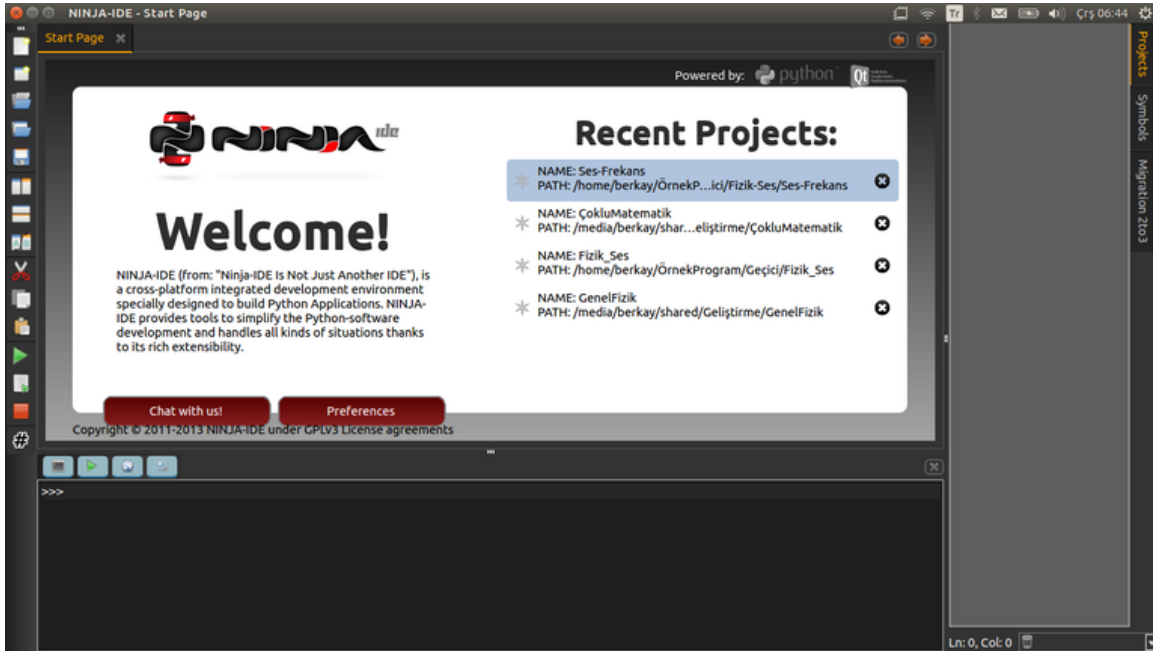 NINJA-IDE - Start Page
Tr
Çrş 06:44
Start Page
Powered by: python Qt
NINJA ide
Welcome!
NINJA-IDE (from: "Ninja-IDE Is Not Just Another IDE"), is
a cross-platform integrated development environment
specially designed to build Python Applications. NINJA-
IDE provides tools to simplify the Python-software
development and handles all kinds of situations thanks
to its rich extensibility.
Chat with us!
Preferences
Copyright © 2011-2013 NINJA-IDE under GPLv3 License agreements
Recent Projects:
NAME: Ses-Frekans
PATH: /home/berkay/ÖrnekP...ici/Fizik-Ses/Ses-Frekans
NAME: ÇokluMatematik
PATH: /media/berkay/shar...eliştirme/ÇokluMatematik
NAME: Fizik_Ses
PATH: /home/berkay/ÖrnekProgram/Geçici/Fizik_Ses
NAME: GenelFizik
PATH: /media/berkay/shared/Geliştirme/GenelFizik
>>>
Projects
Symbols
Migration 2to3
Ln: 0, Col: 0